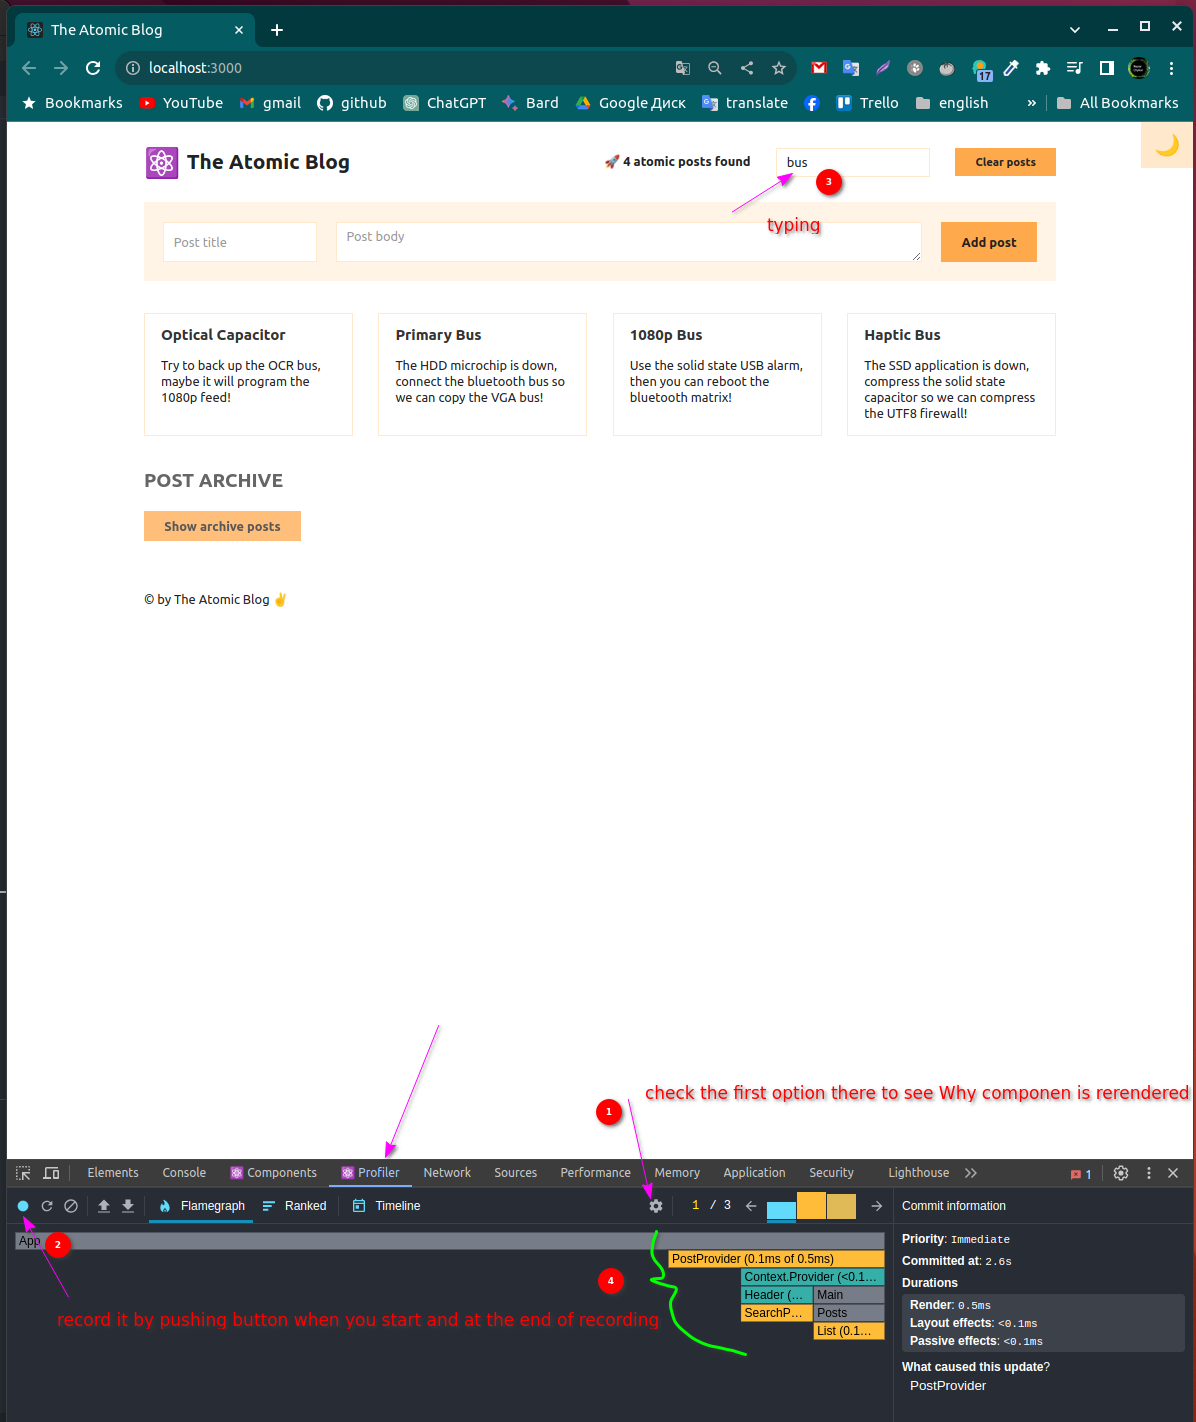 The Atomic Blog
localhost:3000
17
Bookmarks YouTube gmail github ChatGPT Bard Google Диск translate Trello english » All Bookmarks
The Atomic Blog
4 atomic posts found
bus
Clear posts
3
typing
Post title
Post body
Add post
Optical Capacitor
Try to back up the OCR bus,
maybe it will program the
1080p feed!
Primary Bus
The HDD microchip is down,
connect the bluetooth bus so
we can copy the VGA bus!
1080p Bus
Use the solid state USB alarm,
then you can reboot the
bluetooth matrix!
Haptic Bus
The SSD application is down,
compress the solid state
capacitor so we can compress
the UTF8 firewall!
POST ARCHIVE
Show archive posts
© by The Atomic Blog ✌️
check the first option there to see Why componen is rerendered
1
Elements Console Components Profiler Network Sources Performance Memory Application Security Lighthouse 1
Flamegraph Ranked Timeline 1 / 3
Commit information
App
2
PostProvider (0.1ms of 0.5ms)
Context.Provider (<0.1...
Header (... Main
SearchP... Posts
List (0.1...
4
record it by pushing button when you start and at the end of recording
Priority: Immediate
Committed at: 2.6s
Durations
Render: 0.5ms
Layout effects: <0.1ms
Passive effects: <0.1ms
What caused this update?
PostProvider